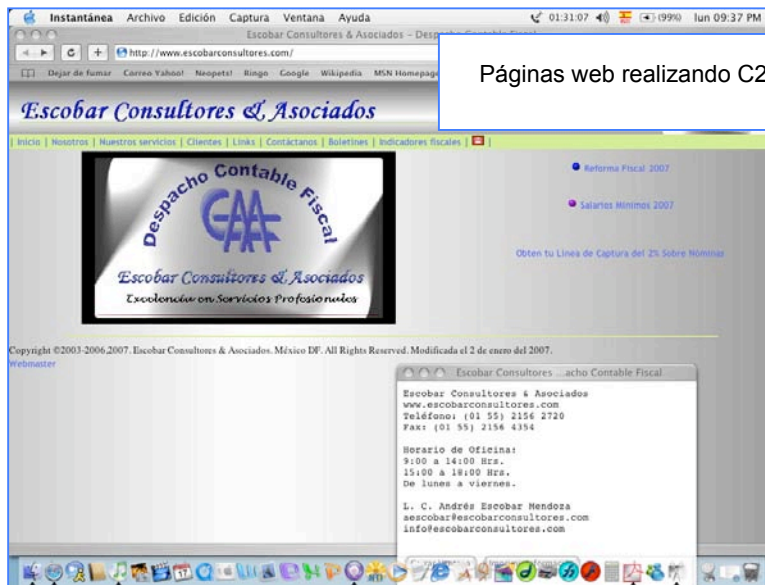 Instantánea Archivo Edición Captura Ventana Ayuda 01:31:07 (99%) lun 09:37 PM
Escobar Consultores & Asociados - Despacho Contable Fiscal
http://www.escobarconsultores.com/
Dejar de fumar Correo Yahoo! Neopets! Ringo Google Wikipedia MSN Homepage
Páginas web realizando C2
Escobar Consultores & Asociados
| Inicio | Nosotros | Nuestros servicios | Clientes | Links | Contáctanos | Boletines | Indicadores fiscales | |
Despacho Contable Fiscal
Escobar Consultores & Asociados
Excelencia en Servicios Profesionales
Reforma Fiscal 2007
Salarios Mínimos 2007
Obten tu Linea de Captura del 2% Sobre Nominas
Copyright ©2003-2006,2007. Escobar Consultores & Asociados. México DF. All Rights Reserved. Modificada el 2 de enero del 2007.
Webmaster
Escobar Consultores ...acho Contable Fiscal
Escobar Consultores & Asociados
www.escobarconsultores.com
Teléfono: (01 55) 2156 2720
Fax: (01 55) 2156 4354
Horario de Oficina:
9:00 a 14:00 Hrs.
15:00 a 18:00 Hrs.
De lunes a viernes.
L. C. Andrés Escobar Mendoza
aescobar@escobarconsultores.com
info@escobarconsultores.com